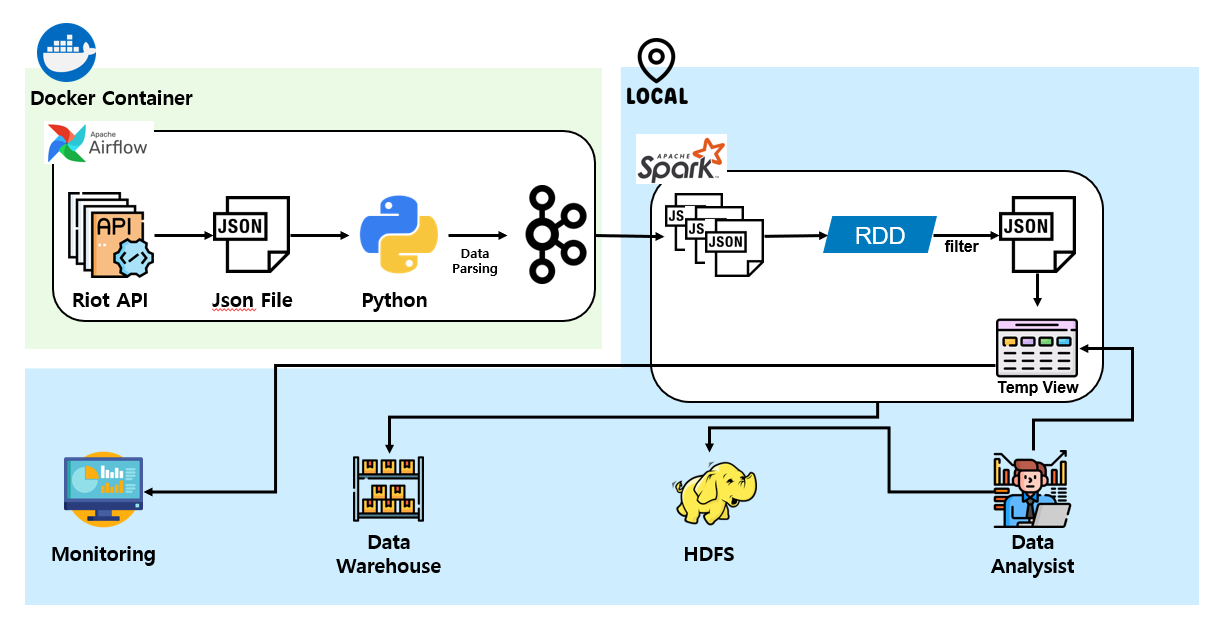 Docker Container
LOCAL
Apache
Airflow
APACHE
Spark
TM
API
</>
JSON
JS
JS
JSON
RDD
filter
JSON
Data
Parsing
Riot API
Json File
Python
Temp View
Monitoring
Data
Warehouse
HDFS
Data
Analysist